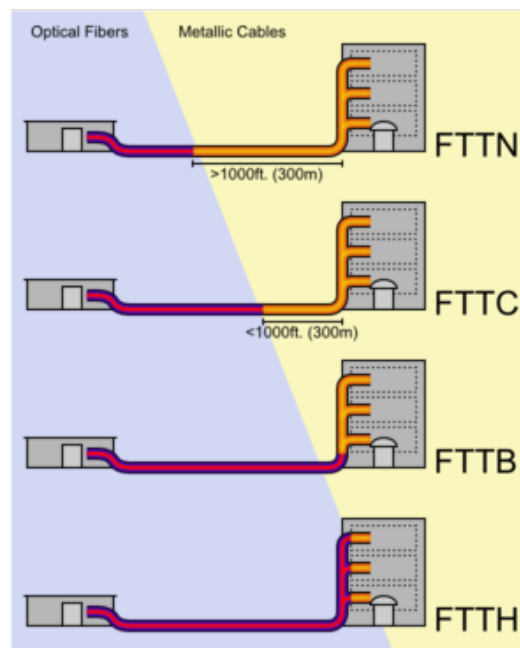 Optical Fibers
Metallic Cables
FTTN
>1000ft. (300m)
FTTC
<1000ft. (300m)
FTTB
FTTH